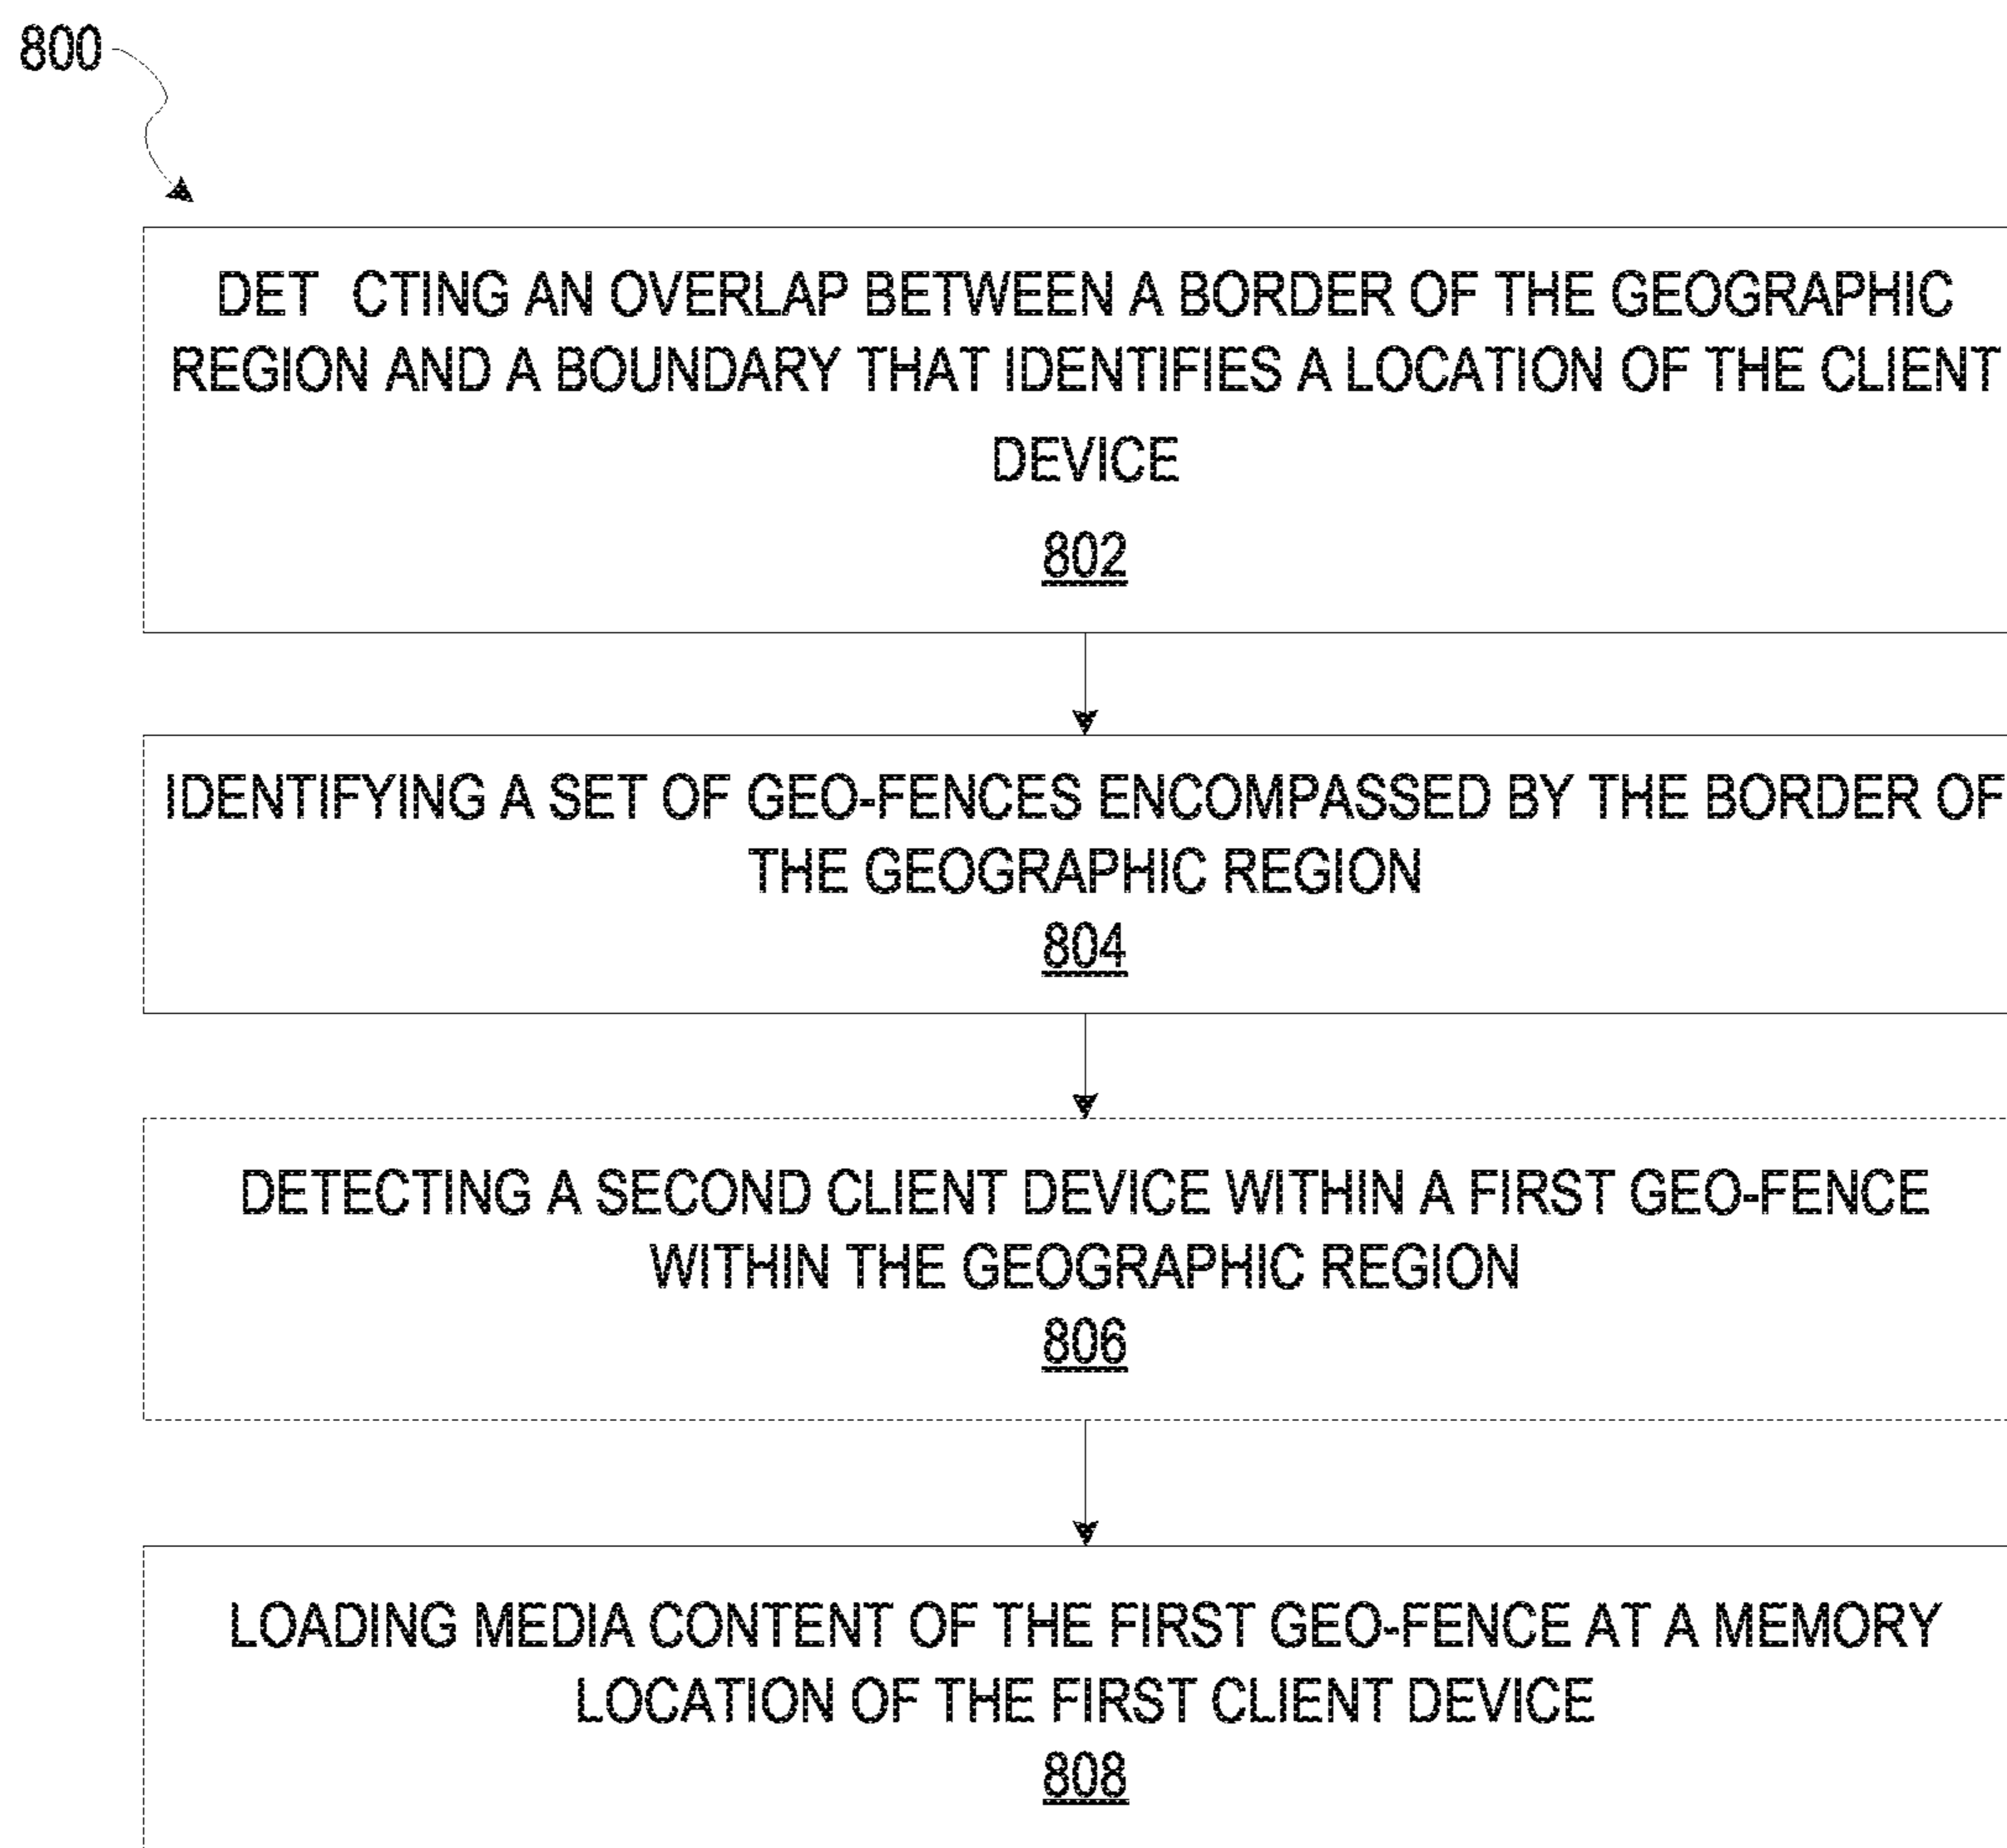 800
DET CTING AN OVERLAP BETWEEN A BORDER OF THE GEOGRAPHIC
REGION AND A BOUNDARY THAT IDENTIFIES A LOCATION OF THE CLIENT
DEVICE
802
IDENTIFYING A SET OF GEO-FENCES ENCOMPASSED BY THE BORDER OF
THE GEOGRAPHIC REGION
804
DETECTING A SECOND CLIENT DEVICE WITHIN A FIRST GEO-FENCE
WITHIN THE GEOGRAPHIC REGION
806
LOADING MEDIA CONTENT OF THE FIRST GEO-FENCE AT A MEMORY
LOCATION OF THE FIRST CLIENT DEVICE
808